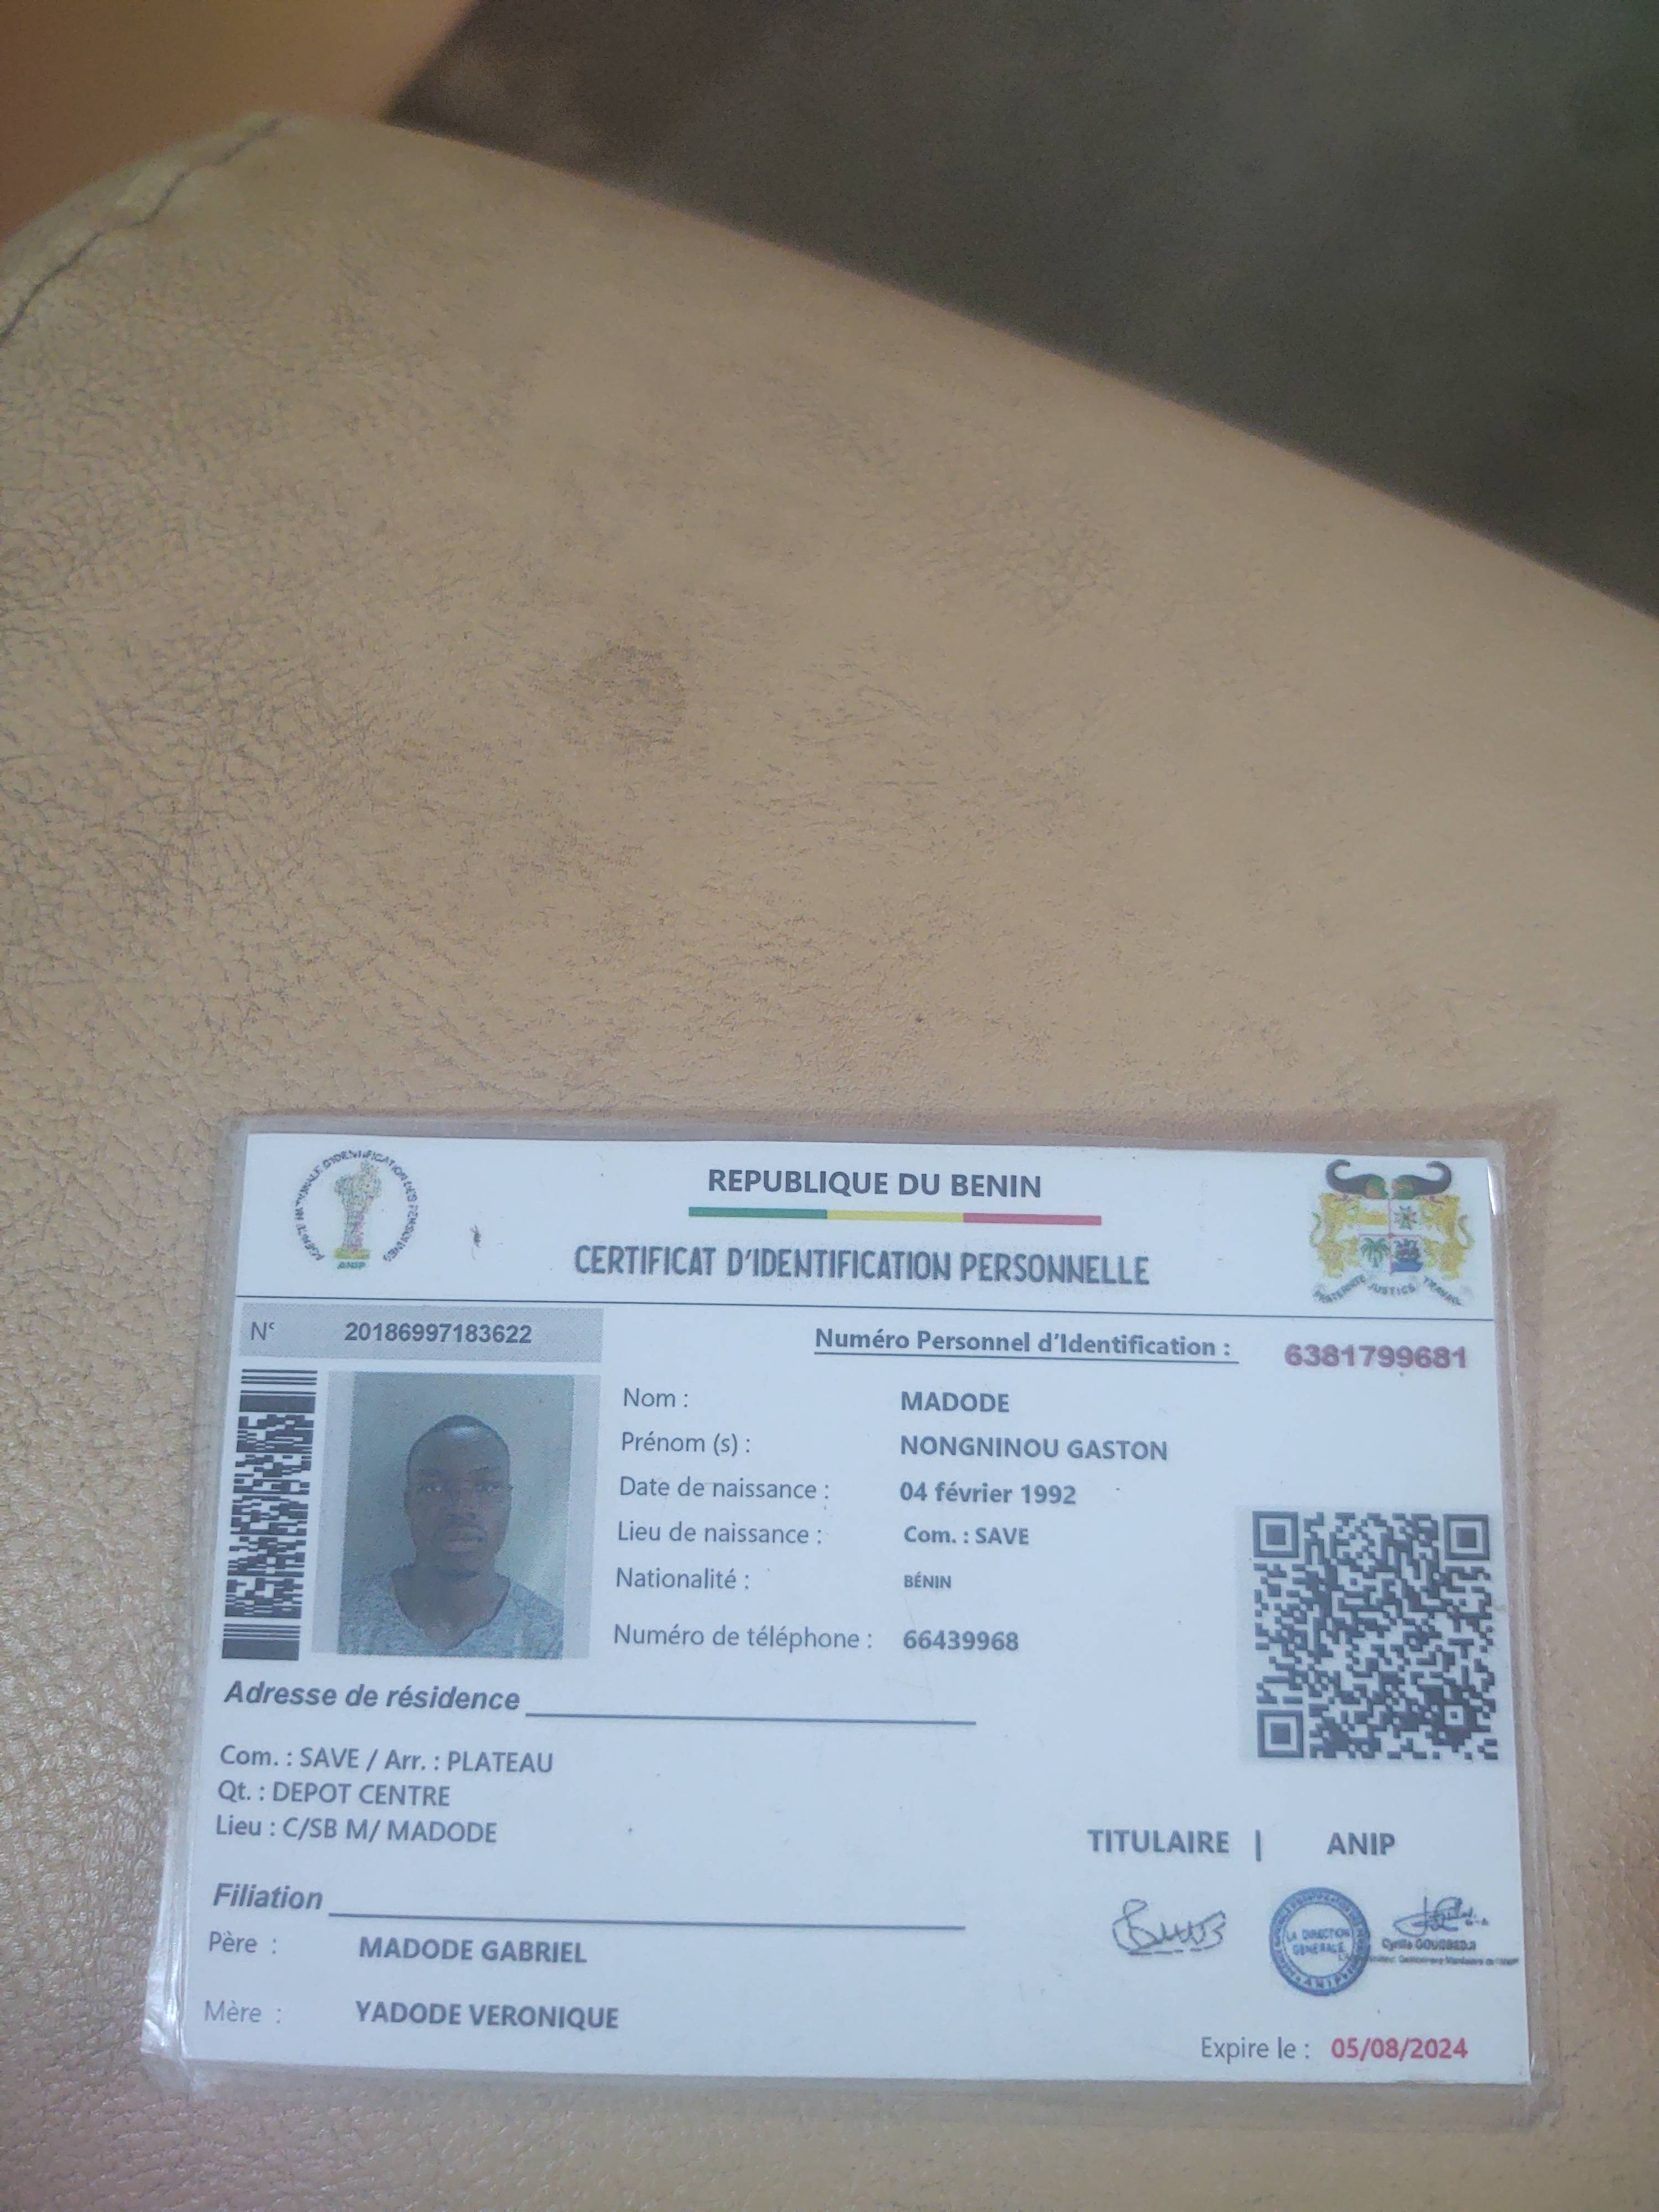 AGENCE NATIONALE D'IDENTIFICATION DES PERSONNES
ANIP
REPUBLIQUE DU BENIN
CERTIFICAT D'IDENTIFICATION PERSONNELLE
FRATERNITE JUSTICE TRAVAIL
N° 20186997183622
Numéro Personnel d'Identification : 6381799681
Nom : MADODE
Prénom (s) : NONGNINOU GASTON
Date de naissance : 04 février 1992
Lieu de naissance : Com. : SAVE
Nationalité : BÉNIN
Numéro de téléphone : 66439968
Adresse de résidence
Com. : SAVE / Arr. : PLATEAU
Qt. : DEPOT CENTRE
Lieu : C/SB M/ MADODE
TITULAIRE | ANIP
LA DIRECTION
GENERALE
ANIP
Filiation
Père : MADODE GABRIEL
Mère : YADODE VERONIQUE
Expire le : 05/08/2024